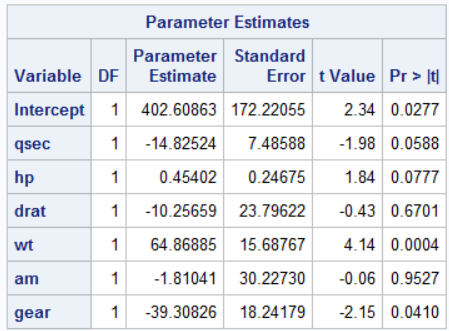 Parameter Estimates
Variable DF Parameter Estimate Standard Error t Value Pr > |t|
Intercept 1 402.60863 172.22055 2.34 0.0277
qsec 1 -14.82524 7.48588 -1.98 0.0588
hp 1 0.45402 0.24675 1.84 0.0777
drat 1 -10.25659 23.79622 -0.43 0.6701
wt 1 64.86885 15.68767 4.14 0.0004
am 1 -1.81041 30.22730 -0.06 0.9527
gear 1 -39.30826 18.24179 -2.15 0.0410